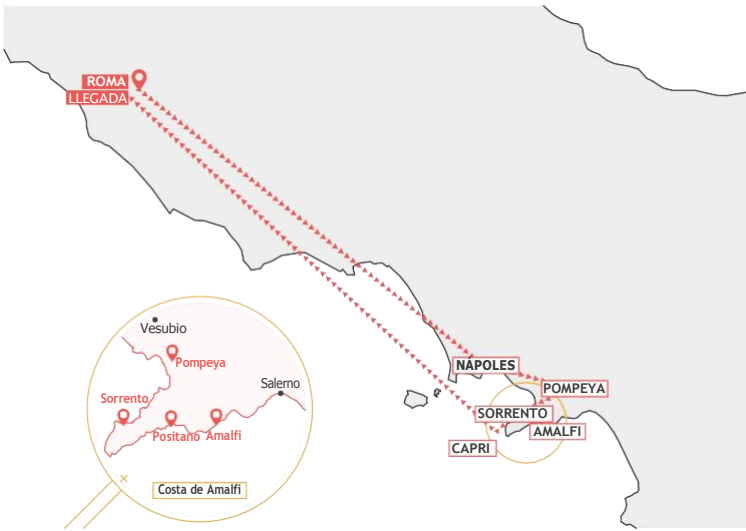 ROMA
LLEGADA
NÁPOLES
POMPEYA
SORRENTO
AMALFI
CAPRI
Vesubio
Pompeya
Salerno
Sorrento
Positano
Amalfi
Costa de Amalfi